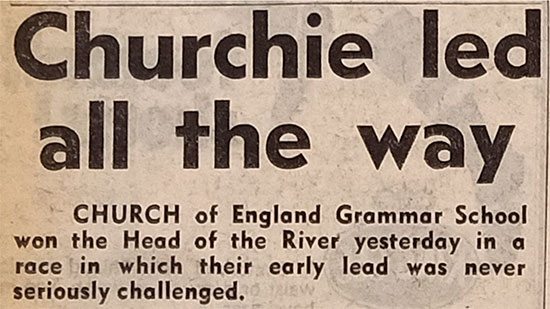 Churchie led
all the way
CHURCH of England Grammar School
won the Head of the River yesterday in a
race in which their early lead was never
seriously challenged.